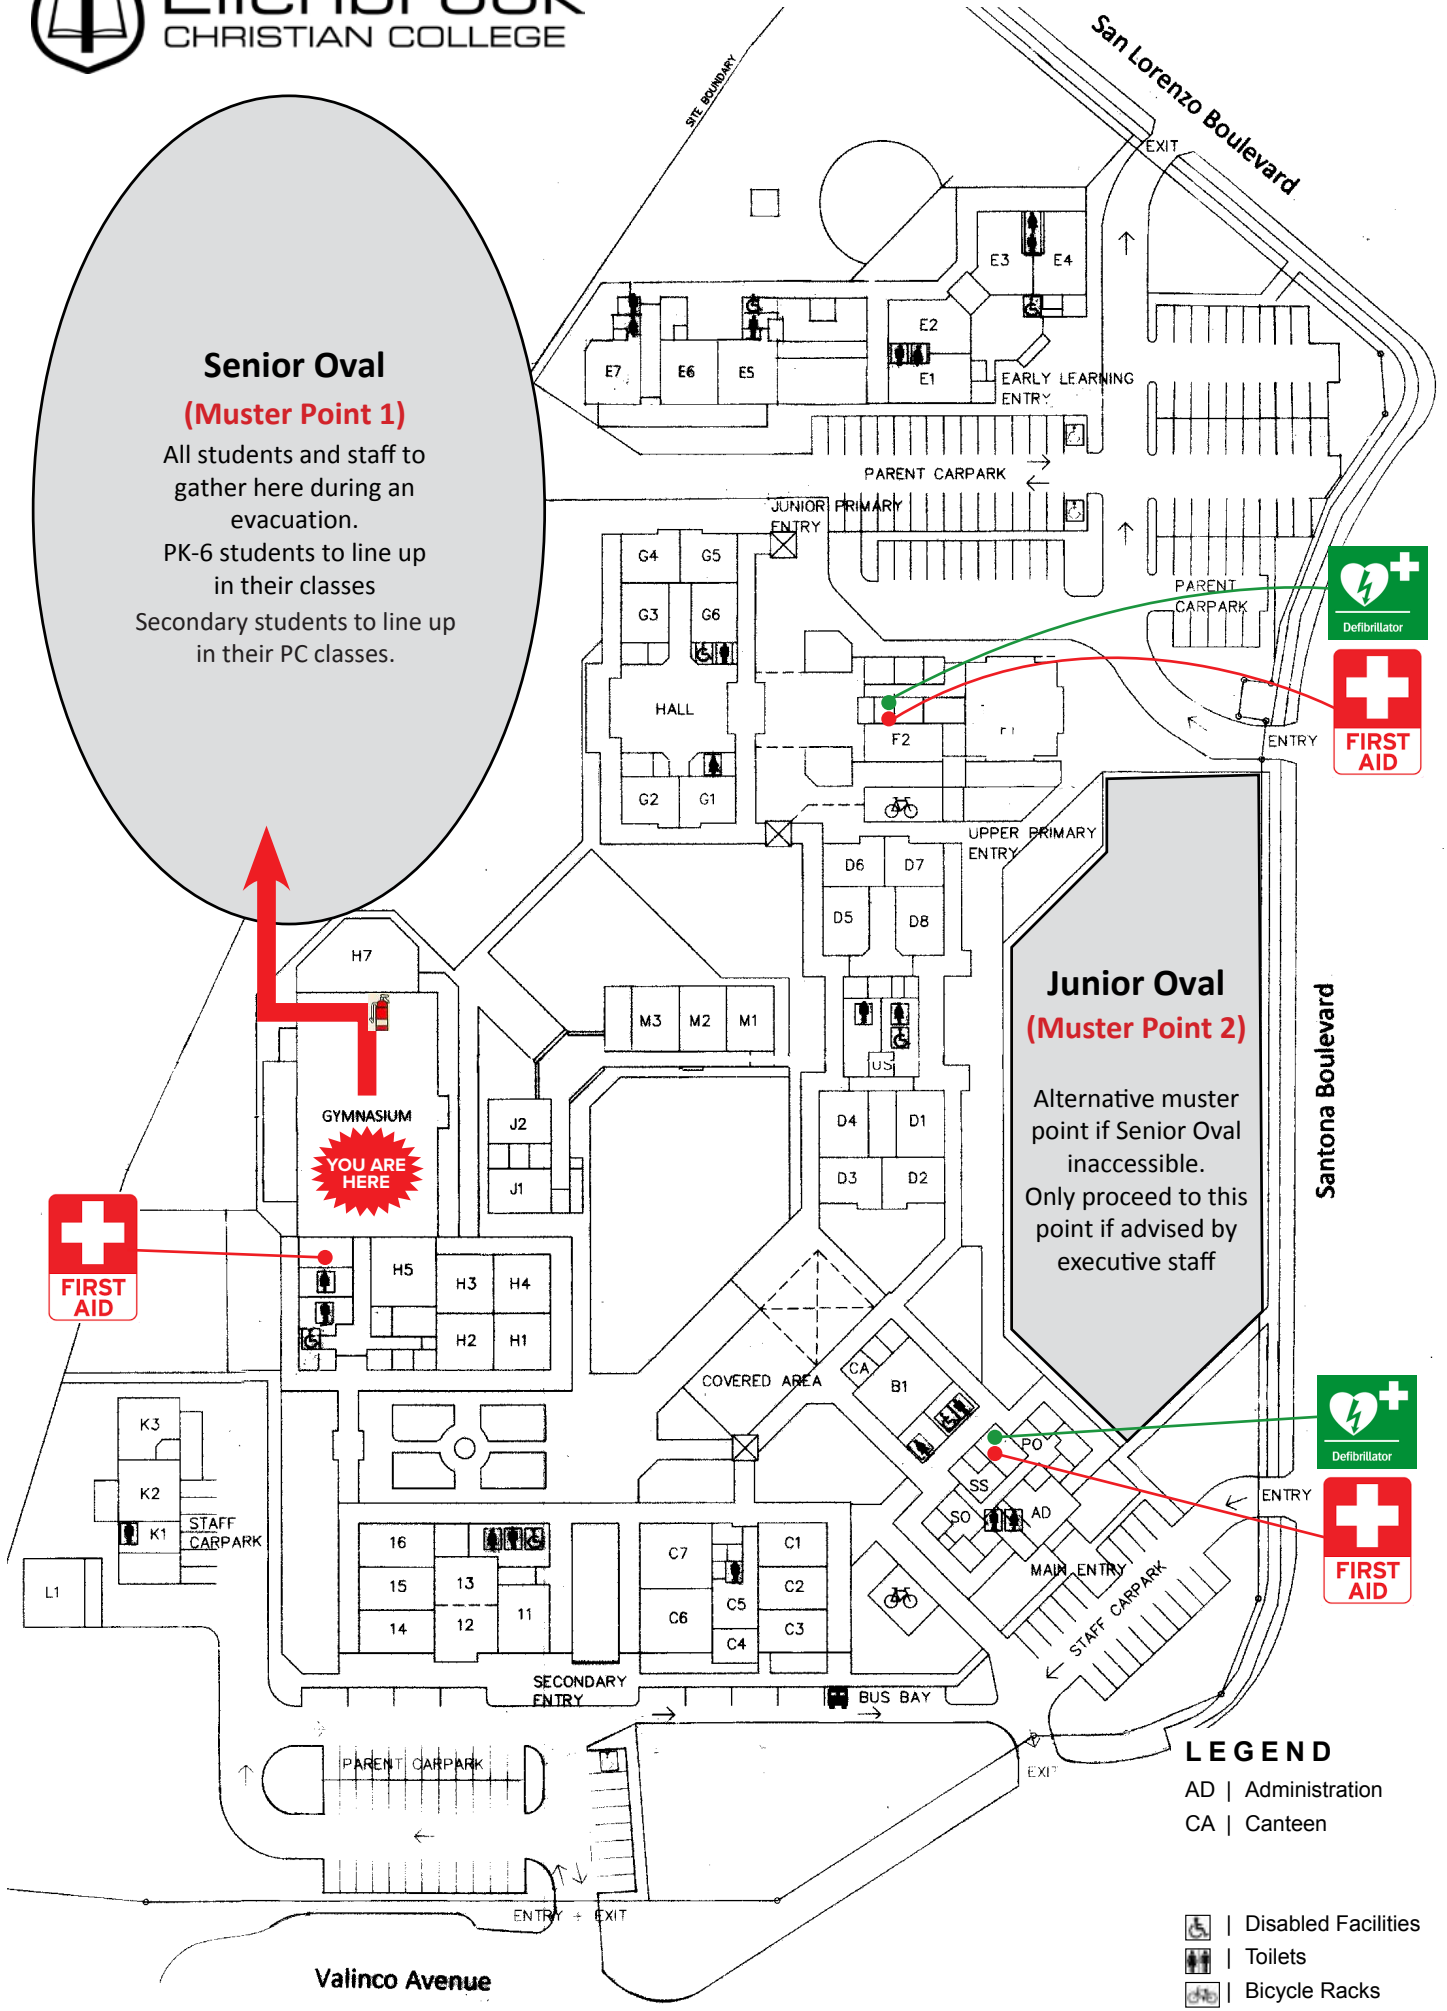 CHRISTIAN COLLEGE
San Lorenzo Boulevard
SITE BOUNDARY
EXIT
E3
E4
E2
E7
E6
E5
E1
EARLY LEARNING
ENTRY
Senior Oval
(Muster Point 1)
All students and staff to
gather here during an
evacuation.
PK-6 students to line up
in their classes
Secondary students to line up
in their PC classes.
PARENT CARPARK
JUNIOR PRIMARY
ENTRY
G4
G5
G3
G6
PARENT
CARPARK
Defibrillator
FIRST
AID
HALL
F2
F1
ENTRY
G2
G1
UPPER PRIMARY
ENTRY
D6
D7
D5
D8
H7
M3
M2
M1
US
Junior Oval
(Muster Point 2)
Alternative muster
point if Senior Oval
inaccessible.
Only proceed to this
point if advised by
executive staff
Santona Boulevard
GYMNASIUM
YOU ARE
HERE
J2
J1
D4
D1
D3
D2
FIRST
AID
H5
H3
H4
H2
H1
COVERED AREA
CA
B1
PO
SS
SO
AD
Defibrillator
FIRST
AID
ENTRY
MAIN ENTRY
STAFF CARPARK
K3
K2
K1
STAFF
CARPARK
L1
16
15
14
13
12
11
C7
C6
C5
C4
C1
C2
C3
SECONDARY
ENTRY
BUS BAY
PARENT CARPARK
EXIT
ENTRY + EXIT
Valinco Avenue
LEGEND
AD | Administration
CA | Canteen
| Disabled Facilities
| Toilets
| Bicycle Racks